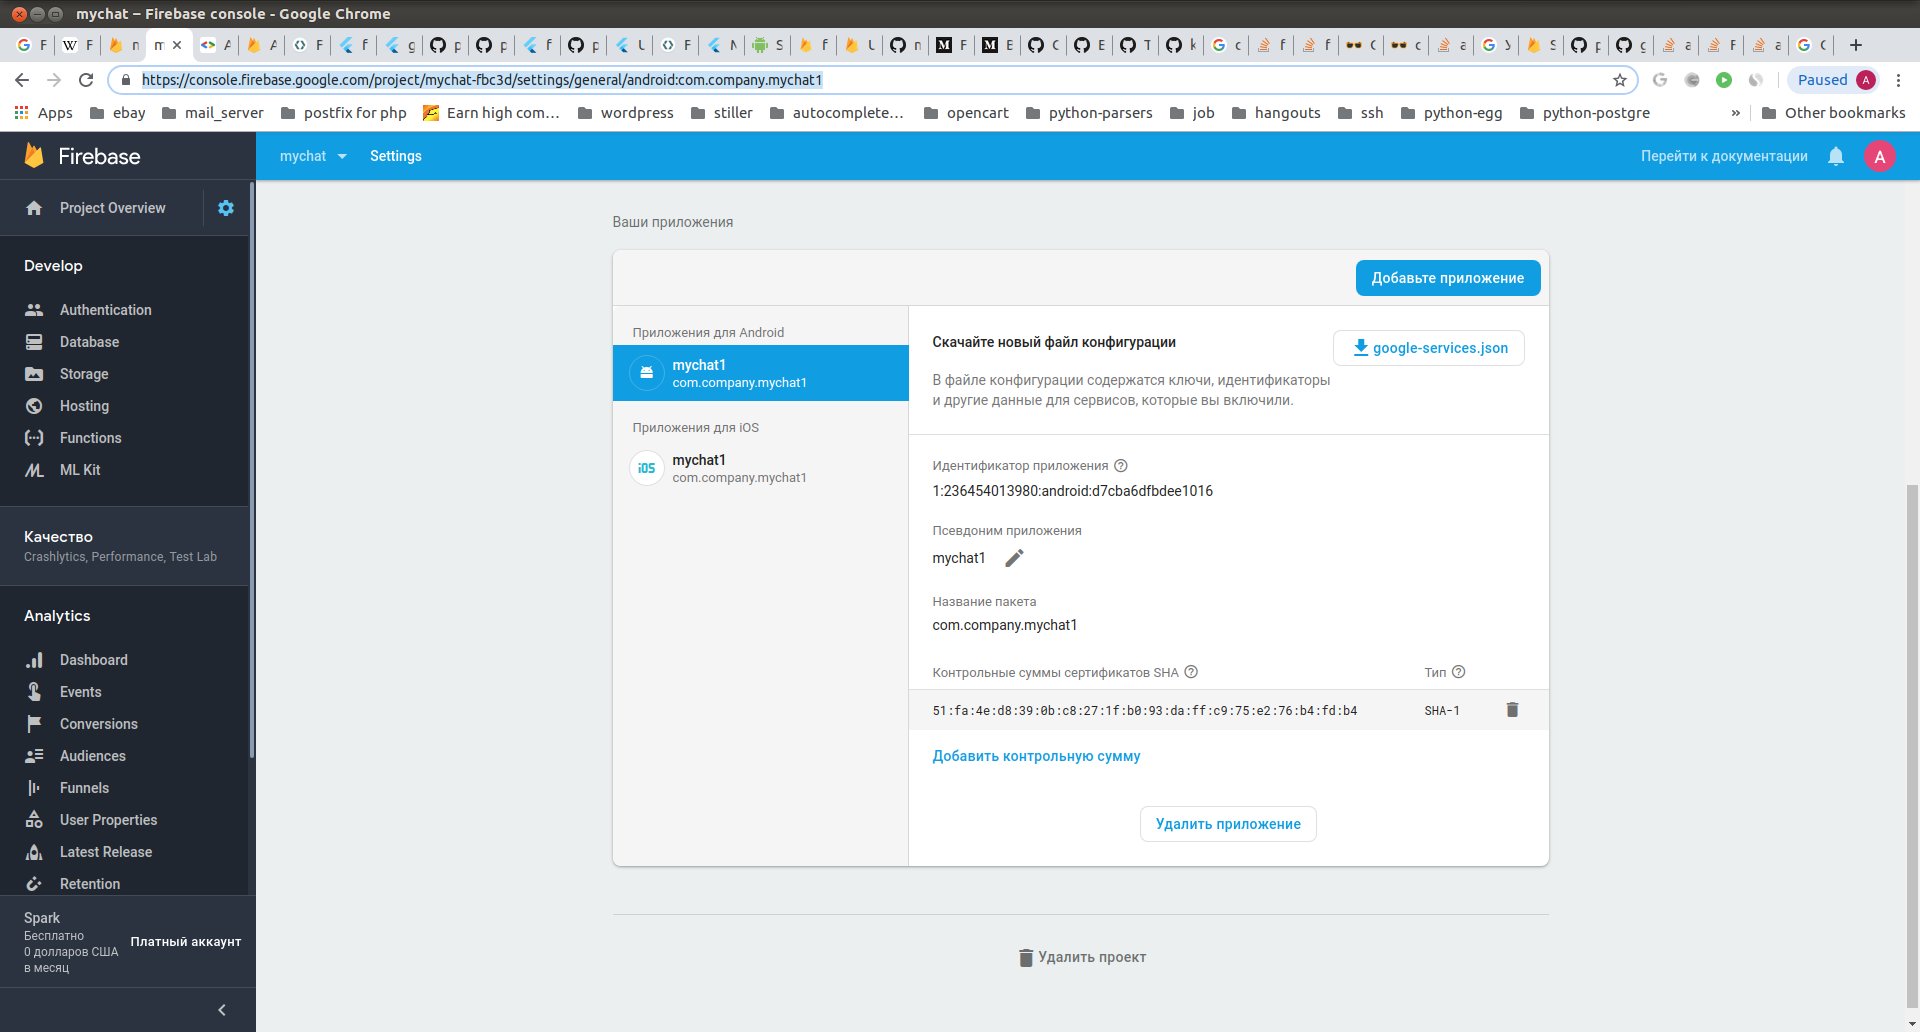 mychat – Firebase console - Google Chrome
F F n m A A F f g p p f f p f U F N S f U n F E C E T k c f f C c a У S p g a F a C
https://console.firebase.google.com/project/mychat-fbc3d/settings/general/android:com.company.mychat1
Paused A
Apps ebay mail_server postfix for php Earn high com… wordpress stiller autocomplete… opencart python-parsers job hangouts ssh python-egg python-postgre » Other bookmarks
Firebase
mychat Settings
Перейти к документации A
Project Overview
Develop
Authentication
Database
Storage
Hosting
Functions
ML Kit
Качество
Crashlytics, Performance, Test Lab
Analytics
Dashboard
Events
Conversions
Audiences
Funnels
User Properties
Latest Release
Retention
Spark
Бесплатно
0 долларов США
в месяц
Платный аккаунт
Ваши приложения
Добавьте приложение
Приложения для Android
mychat1
com.company.mychat1
Приложения для iOS
iOS
mychat1
com.company.mychat1
Скачайте новый файл конфигурации
google-services.json
В файле конфигурации содержатся ключи, идентификаторы
и другие данные для сервисов, которые вы включили.
Идентификатор приложения
1:236454013980:android:d7cba6dfbdee1016
Псевдоним приложения
mychat1
Название пакета
com.company.mychat1
Контрольные суммы сертификатов SHA Тип
51:fa:4e:d8:39:0b:c8:27:1f:b0:93:da:ff:c9:75:e2:76:b4:fd:b4 SHA-1
Добавить контрольную сумму
Удалить приложение
Удалить проект